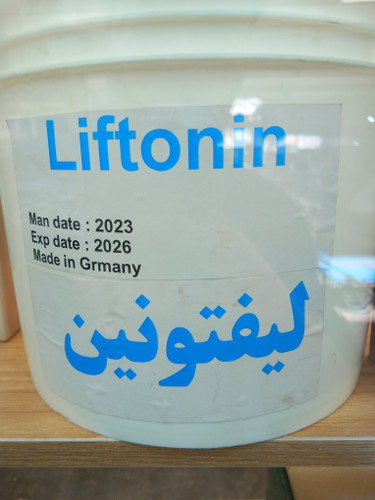 Liftonin
Man date : 2023
Exp date : 2026
Made in Grmany
ليفتونين